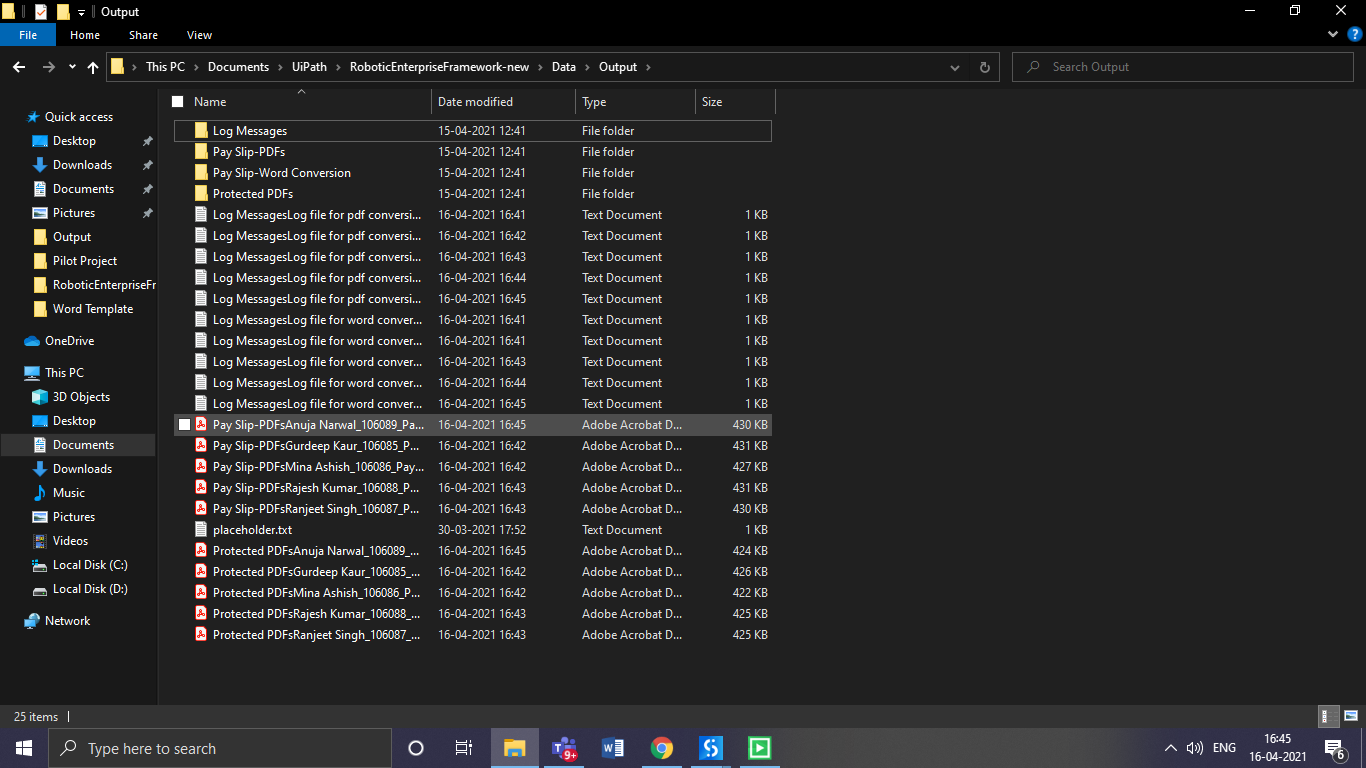 Output
File Home Share View
This PC > Documents > UiPath > RoboticEnterpriseFramework-new > Data > Output >
Search Output
Name Date modified Type Size
Quick access
Desktop
Downloads
Documents
Pictures
Output
Pilot Project
RoboticEnterpriseFr
Word Template
OneDrive
This PC
3D Objects
Desktop
Documents
Downloads
Music
Pictures
Videos
Local Disk (C:)
Local Disk (D:)
Network
Log Messages 15-04-2021 12:41 File folder
Pay Slip-PDFs 15-04-2021 12:41 File folder
Pay Slip-Word Conversion 15-04-2021 12:41 File folder
Protected PDFs 15-04-2021 12:41 File folder
Log MessagesLog file for pdf conversi... 16-04-2021 16:41 Text Document 1 KB
Log MessagesLog file for pdf conversi... 16-04-2021 16:42 Text Document 1 KB
Log MessagesLog file for pdf conversi... 16-04-2021 16:43 Text Document 1 KB
Log MessagesLog file for pdf conversi... 16-04-2021 16:44 Text Document 1 KB
Log MessagesLog file for pdf conversi... 16-04-2021 16:45 Text Document 1 KB
Log MessagesLog file for word conver... 16-04-2021 16:41 Text Document 1 KB
Log MessagesLog file for word conver... 16-04-2021 16:41 Text Document 1 KB
Log MessagesLog file for word conver... 16-04-2021 16:43 Text Document 1 KB
Log MessagesLog file for word conver... 16-04-2021 16:44 Text Document 1 KB
Log MessagesLog file for word conver... 16-04-2021 16:45 Text Document 1 KB
Pay Slip-PDFsAnuja Narwal_106089_Pa... 16-04-2021 16:45 Adobe Acrobat D... 430 KB
Pay Slip-PDFsGurdeep Kaur_106085_P... 16-04-2021 16:42 Adobe Acrobat D... 431 KB
Pay Slip-PDFsMina Ashish_106086_Pay... 16-04-2021 16:42 Adobe Acrobat D... 427 KB
Pay Slip-PDFsRajesh Kumar_106088_P... 16-04-2021 16:43 Adobe Acrobat D... 431 KB
Pay Slip-PDFsRanjeet Singh_106087_P... 16-04-2021 16:43 Adobe Acrobat D... 430 KB
placeholder.txt 30-03-2021 17:52 Text Document 1 KB
Protected PDFsAnuja Narwal_106089_... 16-04-2021 16:45 Adobe Acrobat D... 424 KB
Protected PDFsGurdeep Kaur_106085_... 16-04-2021 16:42 Adobe Acrobat D... 426 KB
Protected PDFsMina Ashish_106086_P... 16-04-2021 16:42 Adobe Acrobat D... 422 KB
Protected PDFsRajesh Kumar_106088_... 16-04-2021 16:43 Adobe Acrobat D... 425 KB
Protected PDFsRanjeet Singh_106087_... 16-04-2021 16:43 Adobe Acrobat D... 425 KB
25 items
Type here to search
9+
ENG
16:45
16-04-2021
6